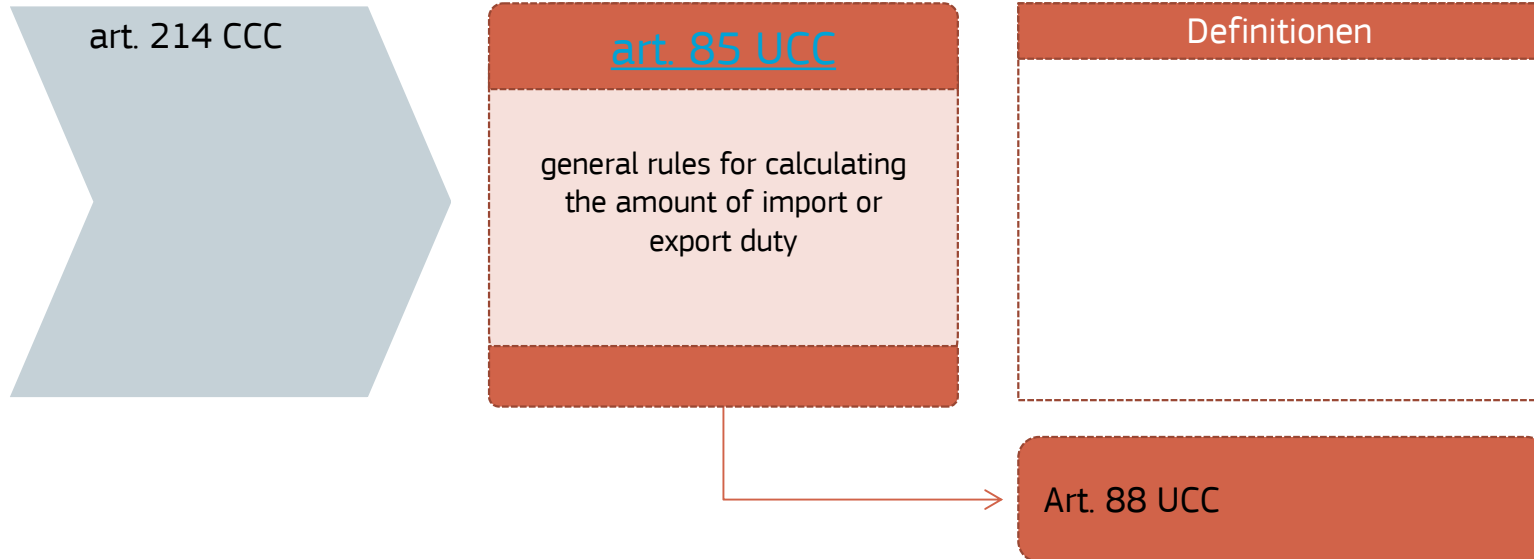 art. 214 CCC
art. 85 UCC
general rules for calculating
the amount of import or
export duty
Definitionen
Art. 88 UCC